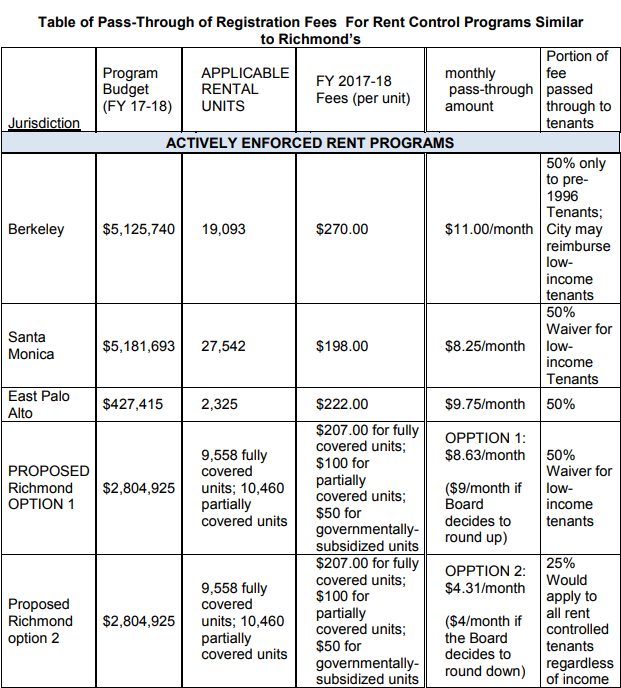 Table of Pass-Through of Registration Fees For Rent Control Programs Similar
to Richmond's
Jurisdiction
Program
Budget
(FY 17-18)
APPLICABLE
RENTAL
UNITS
FY 2017-18
Fees (per unit)
monthly
pass-through
amount
Portion of
fee
passed
through to
tenants
ACTIVELY ENFORCED RENT PROGRAMS
Berkeley
$5,125,740
19,093
$270.00
$11.00/month
50% only
to pre-
1996
Tenants;
City may
reimburse
low-
income
tenants
Santa
Monica
$5,181,693
27,542
$198.00
$8.25/month
50%
Waiver for
low-
income
Tenants
East Palo
Alto
$427,415
2,325
$222.00
$9.75/month
50%
PROPOSED
Richmond
OPTION 1
$2,804,925
9,558 fully
covered
units; 10,460
partially
covered units
$207.00 for fully
covered units;
$100 for
partially
covered units;
$50 for
governmentally-
subsidized units
OPPTION 1:
$8.63/month
($9/month if
Board
decides to
round up)
50%
Waiver for
low-
income
tenants
Proposed
Richmond
option 2
$2,804,925
9,558 fully
covered
units; 10,460
partially
covered units
$207.00 for fully
covered units;
$100 for
partially
covered units;
$50 for
governmentally-
subsidized units
OPPTION 2:
$4.31/month
($4/month if
the Board
decides to
round down)
25%
Would
apply to
all rent
controlled
tenants
regardless
of income